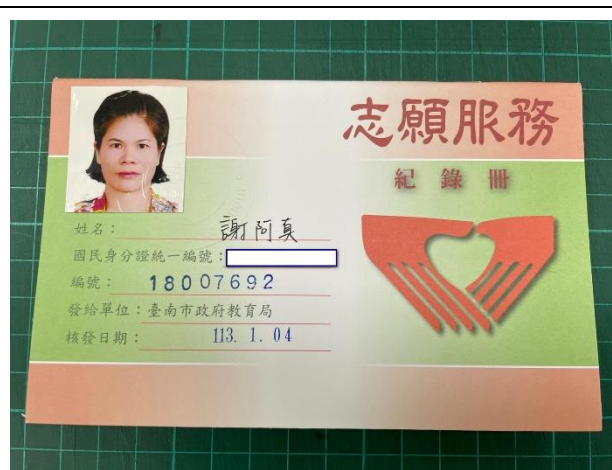 志願服務
紀錄冊
姓名：謝阿真
國民身分證統一編號：
編號：18007692
發給單位：臺南市政府教育局
核發日期：113. 1. 04